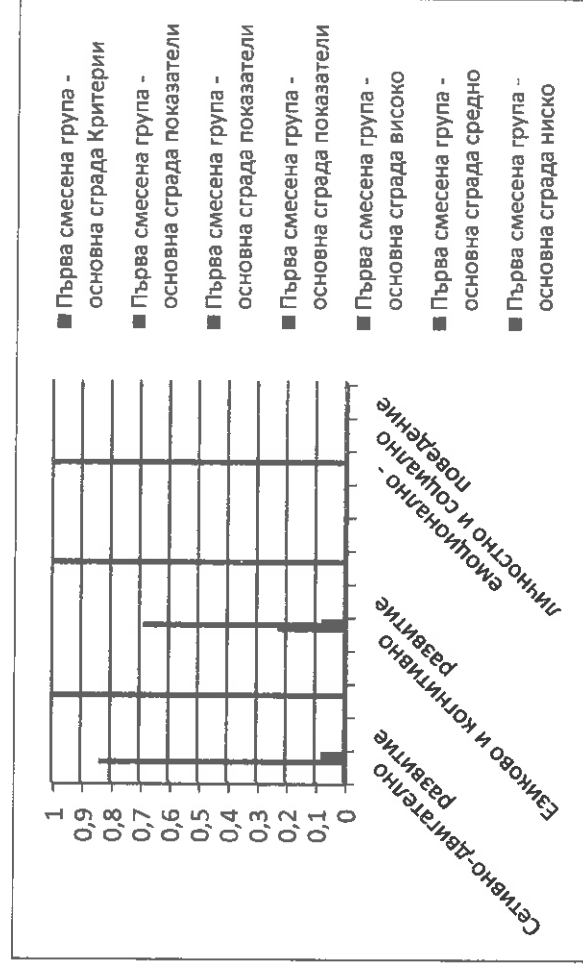 1
0,9
0,8
0,7
0,6
0,5
0,4
0,3
0,2
0,1
0
Сетивно-двигателно
развитие
Езиково и когнитивно
развитие
емоционално -
личностно и социално
поведение
Първа смесена група -
основна сграда Критерии
Първа смесена група -
основна сграда показатели
Първа смесена група -
основна сграда показатели
Първа смесена група -
основна сграда показатели
Първа смесена група -
основна сграда високо
Първа смесена група -
основна сграда средно
Първа смесена група -
основна сграда ниско